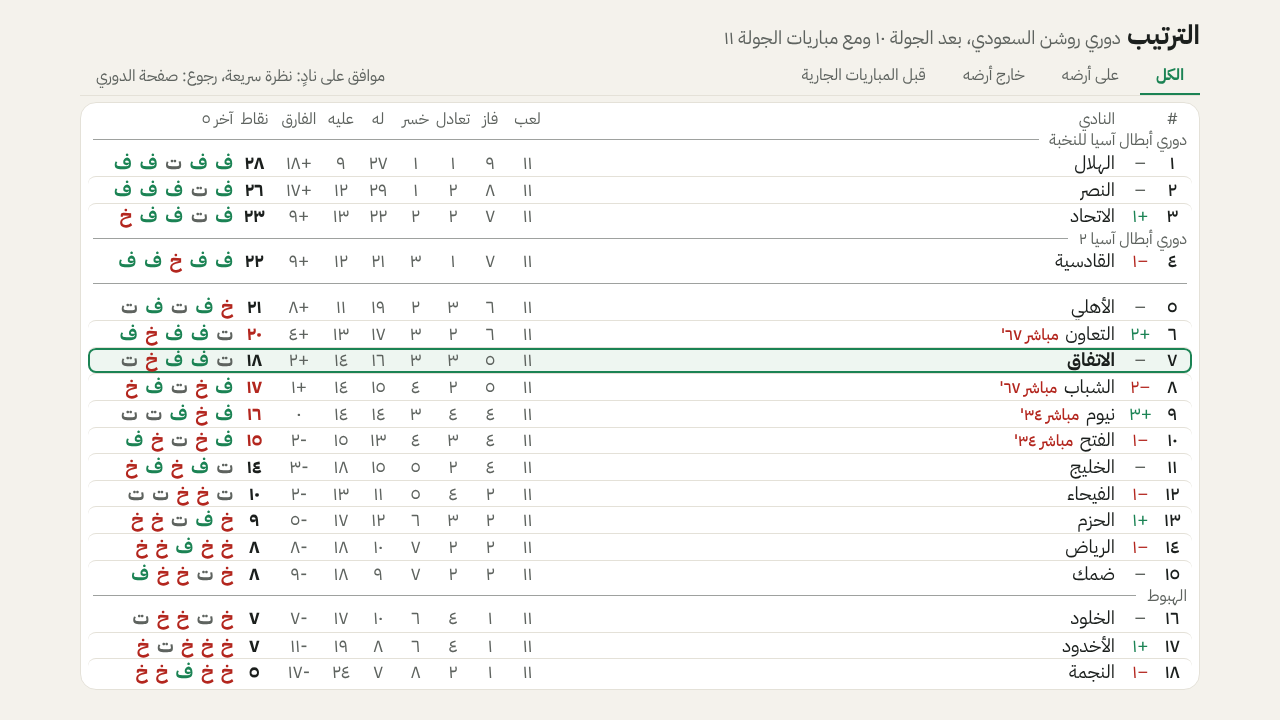 الترتيب دوري روشن السعودي، بعد الجولة ١٠ ومع مباريات الجولة ١١
الكل على أرضه خارج أرضه قبل المباريات الجارية موافق على نادٍ: نظرة سريعة، رجوع: صفحة الدوري
# النادي لعب فاز تعادل خسر له عليه الفارق نقاط آخر ٥
دوري أبطال آسيا للنخبة
١ – الهلال ١١ ٩ ١ ١ ٢٧ ٩ +١٨ ٢٨ ف ف ت ف ف
٢ – النصر ١١ ٨ ٢ ١ ٢٩ ١٢ +١٧ ٢٦ ف ت ف ف ف
٣ +١ الاتحاد ١١ ٧ ٢ ٢ ٢٢ ١٣ +٩ ٢٣ ف ت ف ف خ
دوري أبطال آسيا ٢
٤ –١ القادسية ١١ ٧ ١ ٣ ٢١ ١٢ +٩ ٢٢ ف ف خ ف ف
٥ – الأهلي ١١ ٦ ٣ ٢ ١٩ ١١ +٨ ٢١ خ ف ت ف ت
٦ +٢ التعاون مباشر ٦٧' ١١ ٦ ٢ ٣ ١٧ ١٣ +٤ ٢٠ ت ف ف خ ف
٧ – الاتفاق ١١ ٥ ٣ ٣ ١٦ ١٤ +٢ ١٨ ت ف ف خ ت
٨ –٢ الشباب مباشر ٦٧' ١١ ٥ ٢ ٤ ١٥ ١٤ +١ ١٧ ف خ ت ف خ
٩ +٣ نيوم مباشر ٣٤' ١١ ٤ ٤ ٣ ١٤ ١٤ ٠ ١٦ ف خ ف ت ت
١٠ –١ الفتح مباشر ٣٤' ١١ ٤ ٣ ٤ ١٣ ١٥ -٢ ١٥ ف خ ت خ ف
١١ – الخليج ١١ ٤ ٢ ٥ ١٥ ١٨ -٣ ١٤ ت ف خ ف خ
١٢ –١ الفيحاء ١١ ٢ ٤ ٥ ١١ ١٣ -٢ ١٠ ت خ خ ت ت
١٣ +١ الحزم ١١ ٢ ٣ ٦ ١٢ ١٧ -٥ ٩ خ ف ت خ خ
١٤ –١ الرياض ١١ ٢ ٢ ٧ ١٠ ١٨ -٨ ٨ خ خ ف خ خ
١٥ – ضمك ١١ ٢ ٢ ٧ ٩ ١٨ -٩ ٨ خ ت خ خ ف
الهبوط
١٦ – الخلود ١١ ١ ٤ ٦ ١٠ ١٧ -٧ ٧ خ ت خ خ ت
١٧ +١ الأخدود ١١ ١ ٤ ٦ ٨ ١٩ -١١ ٧ خ خ خ ت خ
١٨ –١ النجمة ١١ ١ ٢ ٨ ٧ ٢٤ -١٧ ٥ خ خ ف خ خ